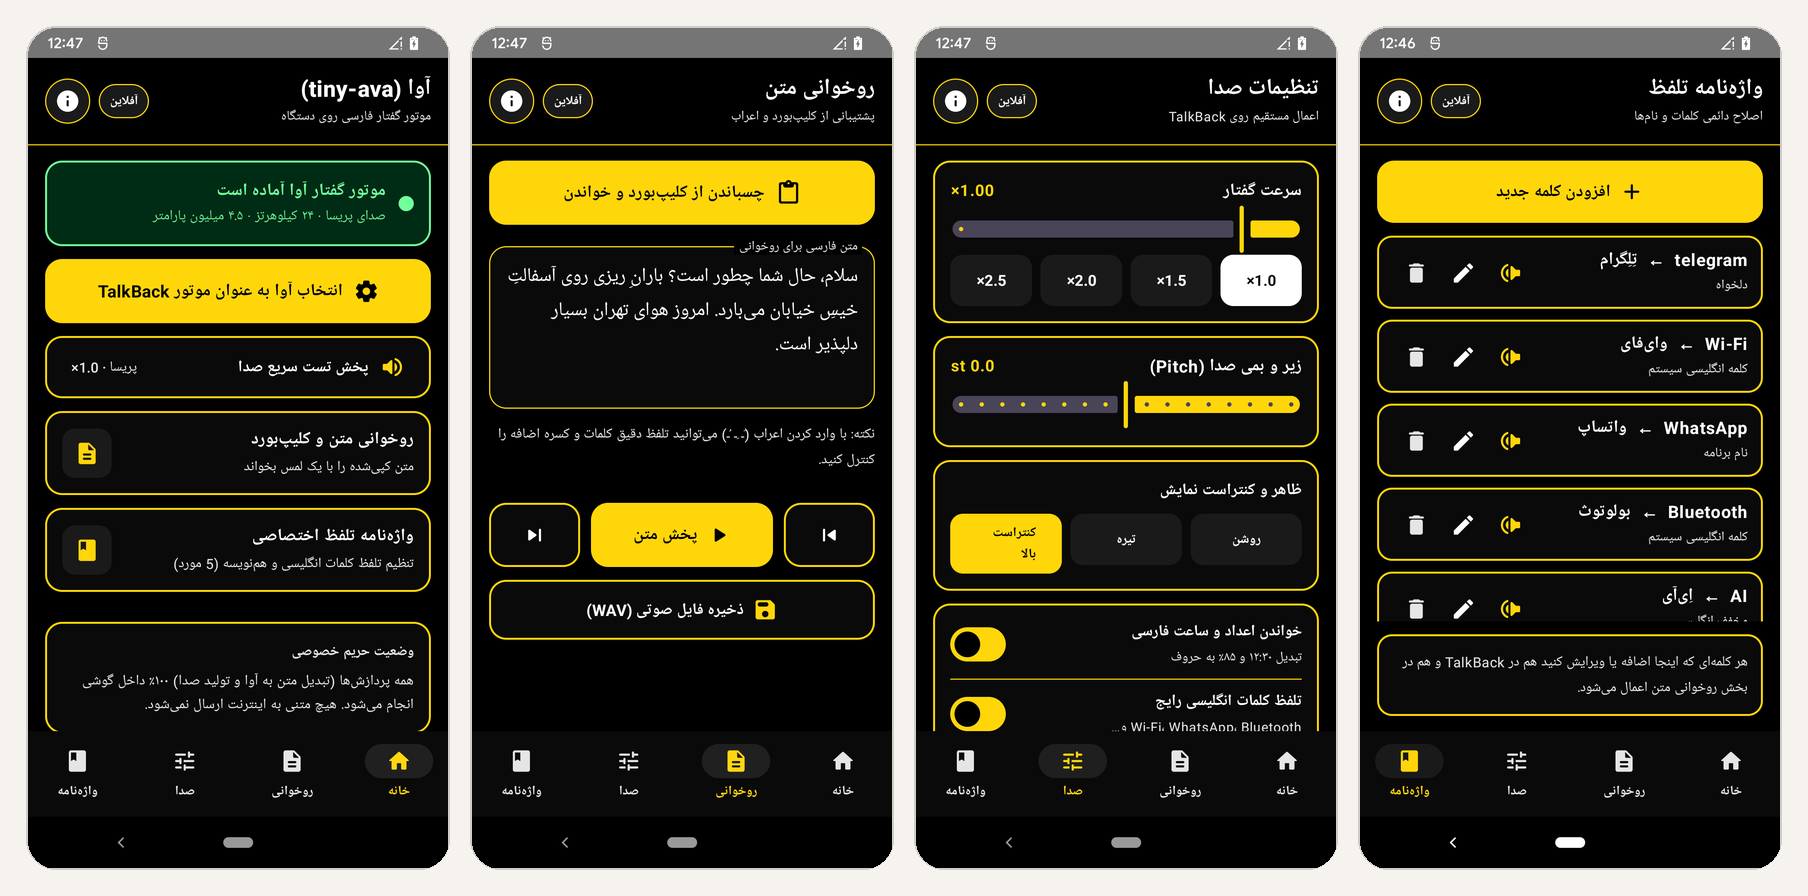 12:47
آوا (tiny-ava)
موتور گفتار فارسی روی دستگاه
آفلاین
موتور گفتار آوا آماده است
صدای پریسا · ۲۴ کیلوهرتز · ۴.۵ میلیون پارامتر
انتخاب آوا به عنوان موتور TalkBack
پخش تست سریع صدا
پریسا · 1.0×
روخوانی متن و کلیپ‌بورد
متن کپی‌شده را با یک لمس بخواند
واژه‌نامه تلفظ اختصاصی
تنظیم تلفظ کلمات انگلیسی و هم‌نویسه (5 مورد)
وضعیت حریم خصوصی
همه پردازش‌ها (تبدیل متن به آوا و تولید صدا) ۱۰۰٪ داخل گوشی
انجام می‌شود. هیچ متنی به اینترنت ارسال نمی‌شود.
خانه
روخوانی
صدا
واژه‌نامه
12:47
روخوانی متن
پشتیبانی از کلیپ‌بورد و اعراب
آفلاین
چسباندن از کلیپ‌بورد و خواندن
متن فارسی برای روخوانی
سلام، حال شما چطور است؟ بارانِ ریزی روی آسفالتِ
خیسِ خیابان می‌بارد. امروز هوای تهران بسیار
دلپذیر است.
نکته: با وارد کردن اعراب (ـَ ـِ ـُ) می‌توانید تلفظ دقیق کلمات و کسره اضافه را
کنترل کنید.
پخش متن
ذخیره فایل صوتی (WAV)
خانه
روخوانی
صدا
واژه‌نامه
12:47
تنظیمات صدا
اعمال مستقیم روی TalkBack
آفلاین
سرعت گفتار
×1.00
×1.0
×1.5
×2.0
×2.5
زیر و بمی صدا (Pitch)
st 0.0
ظاهر و کنتراست نمایش
روشن
تیره
کنتراست
بالا
خواندن اعداد و ساعت فارسی
تبدیل ۱۲:۳۰ و ۸۵٪ به حروف
تلفظ کلمات انگلیسی رایج
Wi-Fi، WhatsApp، Bluetooth و...
خانه
روخوانی
صدا
واژه‌نامه
12:46
واژه‌نامه تلفظ
اصلاح دائمی کلمات و نام‌ها
آفلاین
افزودن کلمه جدید
telegram ← تِلِگرام
دلخواه
Wi-Fi ← وای‌فای
کلمه انگلیسی سیستم
WhatsApp ← واتساپ
نام برنامه
Bluetooth ← بولوتوث
کلمه انگلیسی سیستم
AI ← اِی‌آی
هر کلمه‌ای که اینجا اضافه یا ویرایش کنید هم در TalkBack و هم در
بخش روخوانی متن اعمال می‌شود.
خانه
روخوانی
صدا
واژه‌نامه